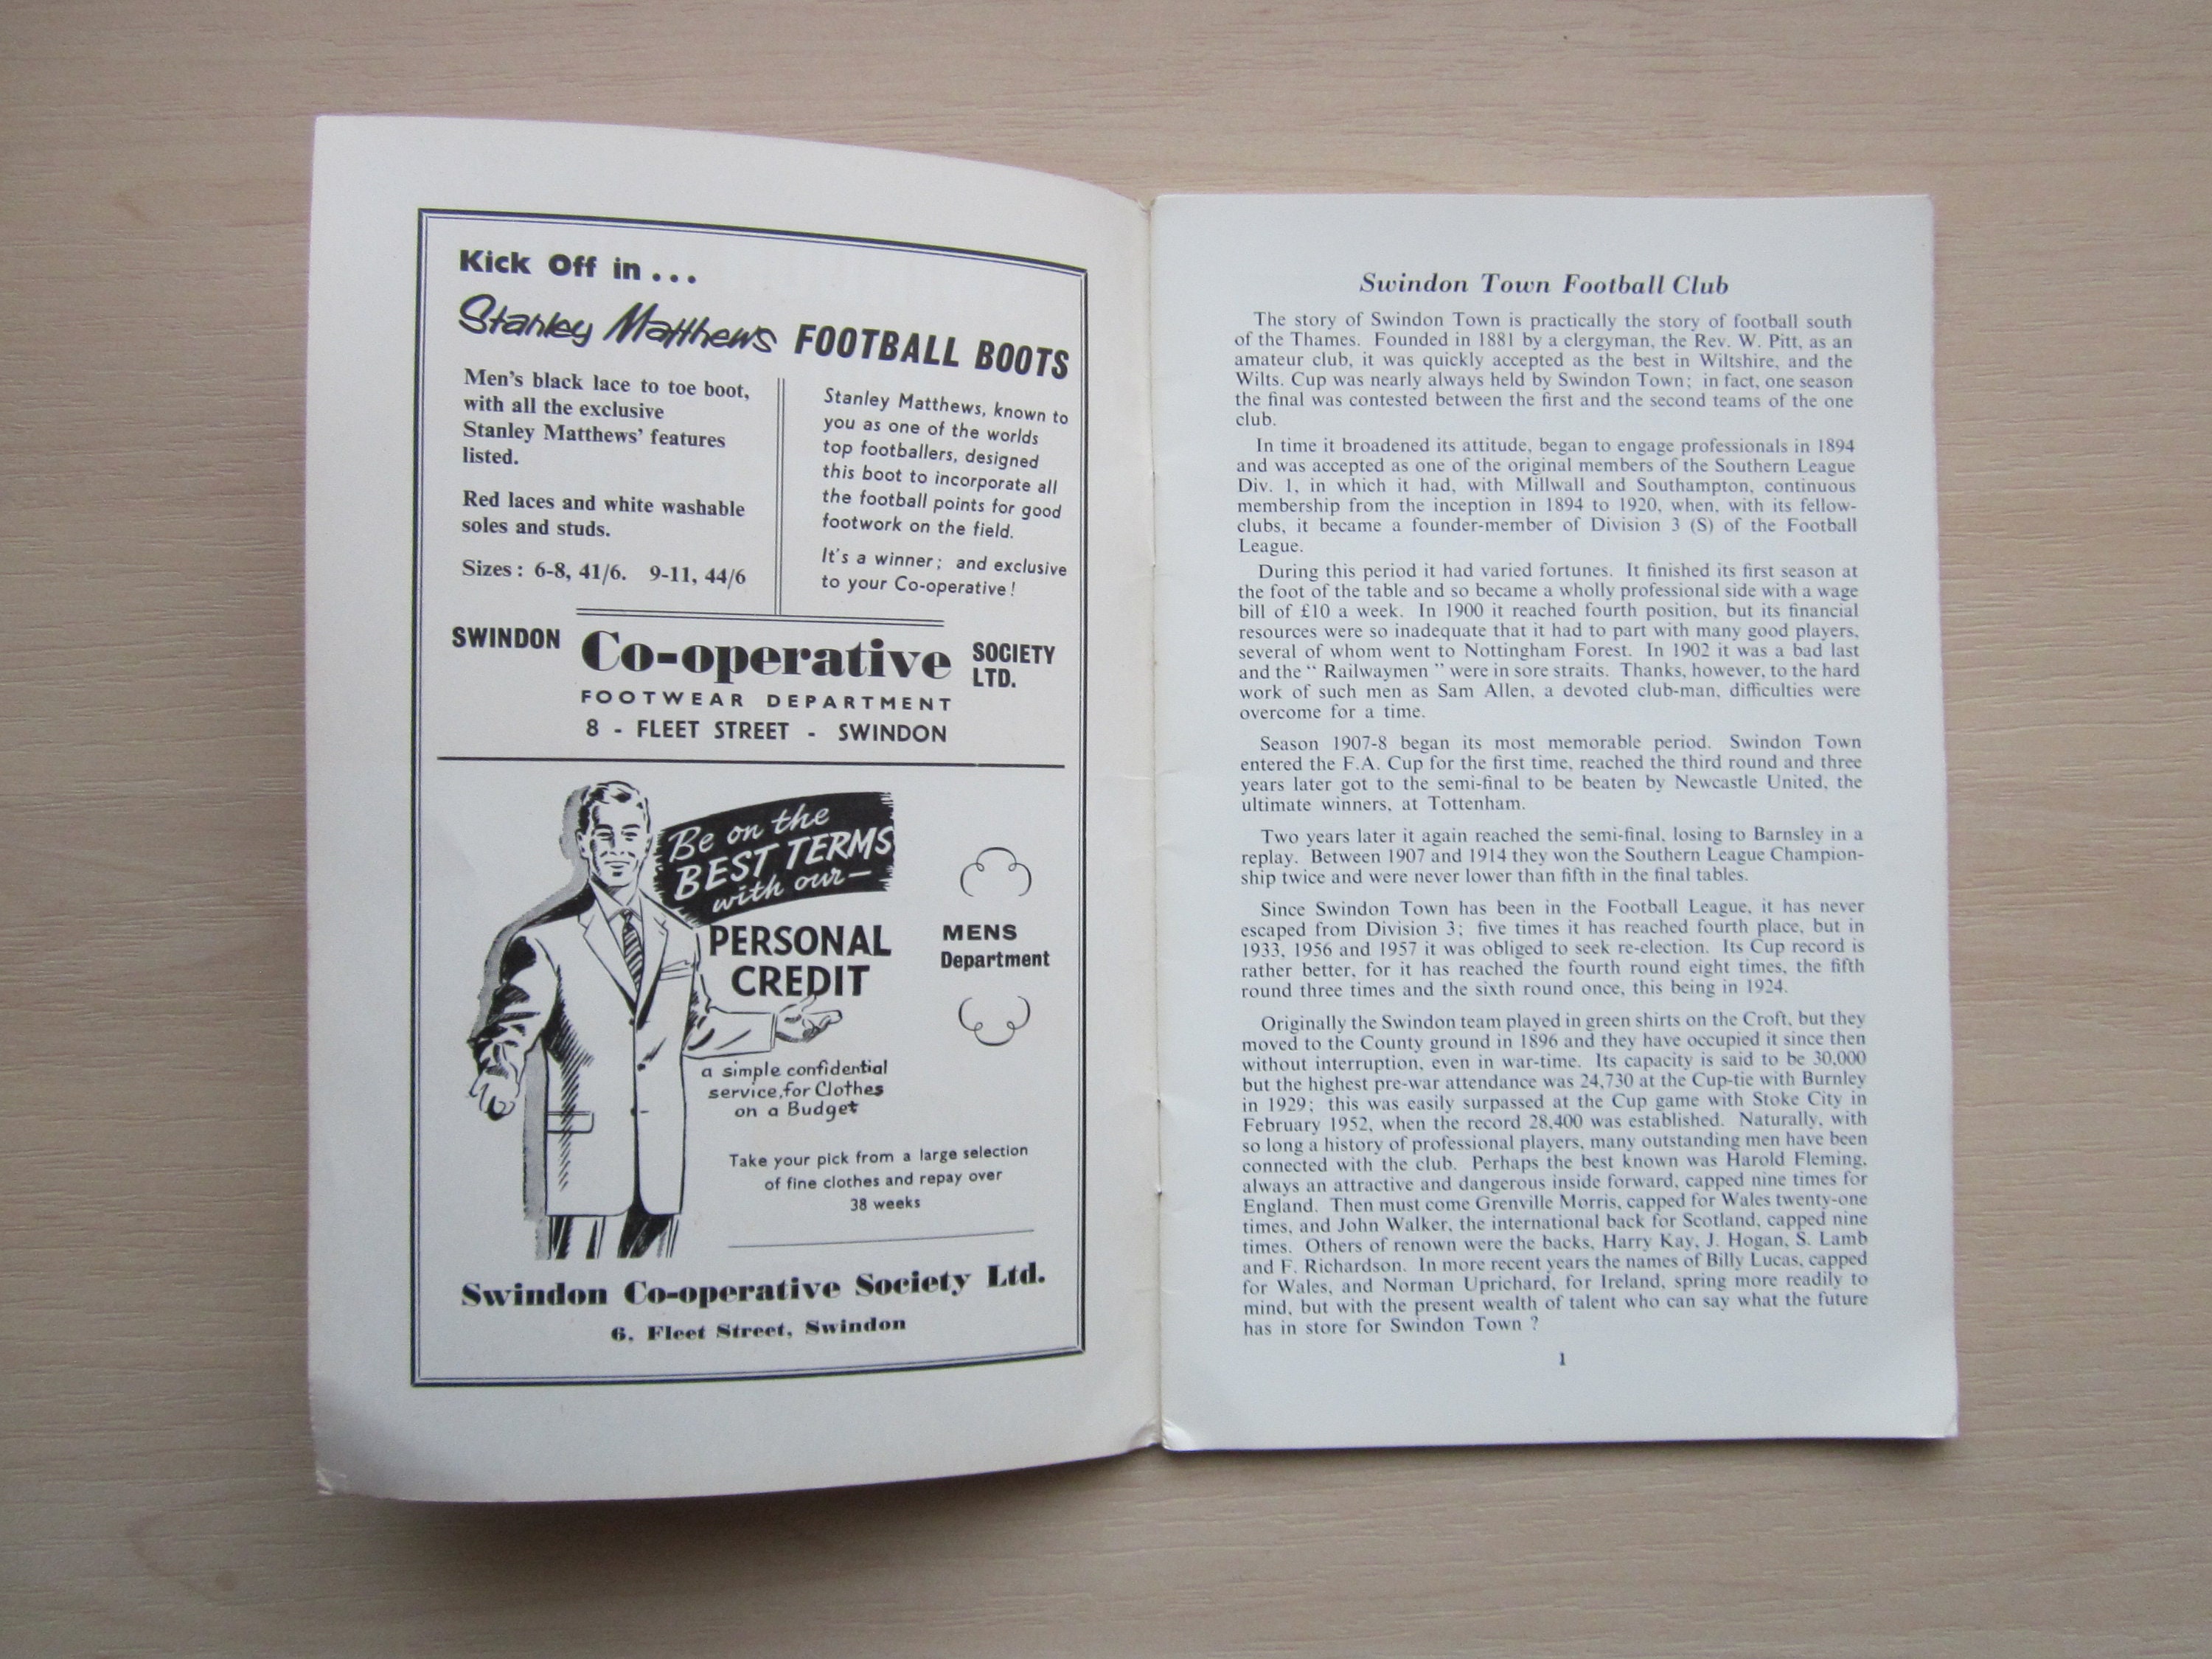 Kick Off in...
Stanley Matthews FOOTBALL BOOTS
Men's black lace to toe boot,
with all the exclusive
Stanley Matthews' features
listed.
Red laces and white washable
soles and studs.
Sizes: 6-8, 41/6. 9-11, 44/6
Stanley Matthews, known to
you as one of the worlds
top footballers, designed
this boot to incorporate all
the football points for good
footwork on the field.
It's a winner; and exclusive
to your Co-operative!
SWINDON Co-operative SOCIETY LTD.
FOOTWEAR DEPARTMENT
8 - FLEET STREET - SWINDON
Be on the
BEST TERMS
with our—
PERSONAL
CREDIT
MENS
Department
a simple confidential
service, for Clothes
on a Budget
Take your pick from a large selection
of fine clothes and repay over
38 weeks
Swindon Co-operative Society Ltd.
6, Fleet Street, Swindon
Swindon Town Football Club
The story of Swindon Town is practically the story of football south
of the Thames. Founded in 1881 by a clergyman, the Rev. W. Pitt, as an
amateur club, it was quickly accepted as the best in Wiltshire, and the
Wilts. Cup was nearly always held by Swindon Town; in fact, one season
the final was contested between the first and the second teams of the one
club.
In time it broadened its attitude, began to engage professionals in 1894
and was accepted as one of the original members of the Southern League
Div. 1, in which it had, with Millwall and Southampton, continuous
membership from the inception in 1894 to 1920, when, with its fellow-
clubs, it became a founder-member of Division 3 (S) of the Football
League.
During this period it had varied fortunes. It finished its first season at
the foot of the table and so became a wholly professional side with a wage
bill of £10 a week. In 1900 it reached fourth position, but its financial
resources were so inadequate that it had to part with many good players,
several of whom went to Nottingham Forest. In 1902 it was a bad last
and the " Railwaymen " were in sore straits. Thanks, however, to the hard
work of such men as Sam Allen, a devoted club-man, difficulties were
overcome for a time.
Season 1907-8 began its most memorable period. Swindon Town
entered the F.A. Cup for the first time, reached the third round and three
years later got to the semi-final to be beaten by Newcastle United, the
ultimate winners, at Tottenham.
Two years later it again reached the semi-final, losing to Barnsley in a
replay. Between 1907 and 1914 they won the Southern League Champion-
ship twice and were never lower than fifth in the final tables.
Since Swindon Town has been in the Football League, it has never
escaped from Division 3; five times it has reached fourth place, but in
1933, 1956 and 1957 it was obliged to seek re-election. Its Cup record is
rather better, for it has reached the fourth round eight times, the fifth
round three times and the sixth round once, this being in 1924.
Originally the Swindon team played in green shirts on the Croft, but they
moved to the County ground in 1896 and they have occupied it since then
without interruption, even in war-time. Its capacity is said to be 30,000
but the highest pre-war attendance was 24,730 at the Cup-tie with Burnley
in 1929; this was easily surpassed at the Cup game with Stoke City in
February 1952, when the record 28,400 was established. Naturally, with
so long a history of professional players, many outstanding men have been
connected with the club. Perhaps the best known was Harold Fleming,
always an attractive and dangerous inside forward, capped nine times for
England. Then must come Grenville Morris, capped for Wales twenty-one
times, and John Walker, the international back for Scotland, capped nine
times. Others of renown were the backs, Harry Kay, J. Hogan, S. Lamb
and F. Richardson. In more recent years the names of Billy Lucas, capped
for Wales, and Norman Uprichard, for Ireland, spring more readily to
mind, but with the present wealth of talent who can say what the future
has in store for Swindon Town ?
1